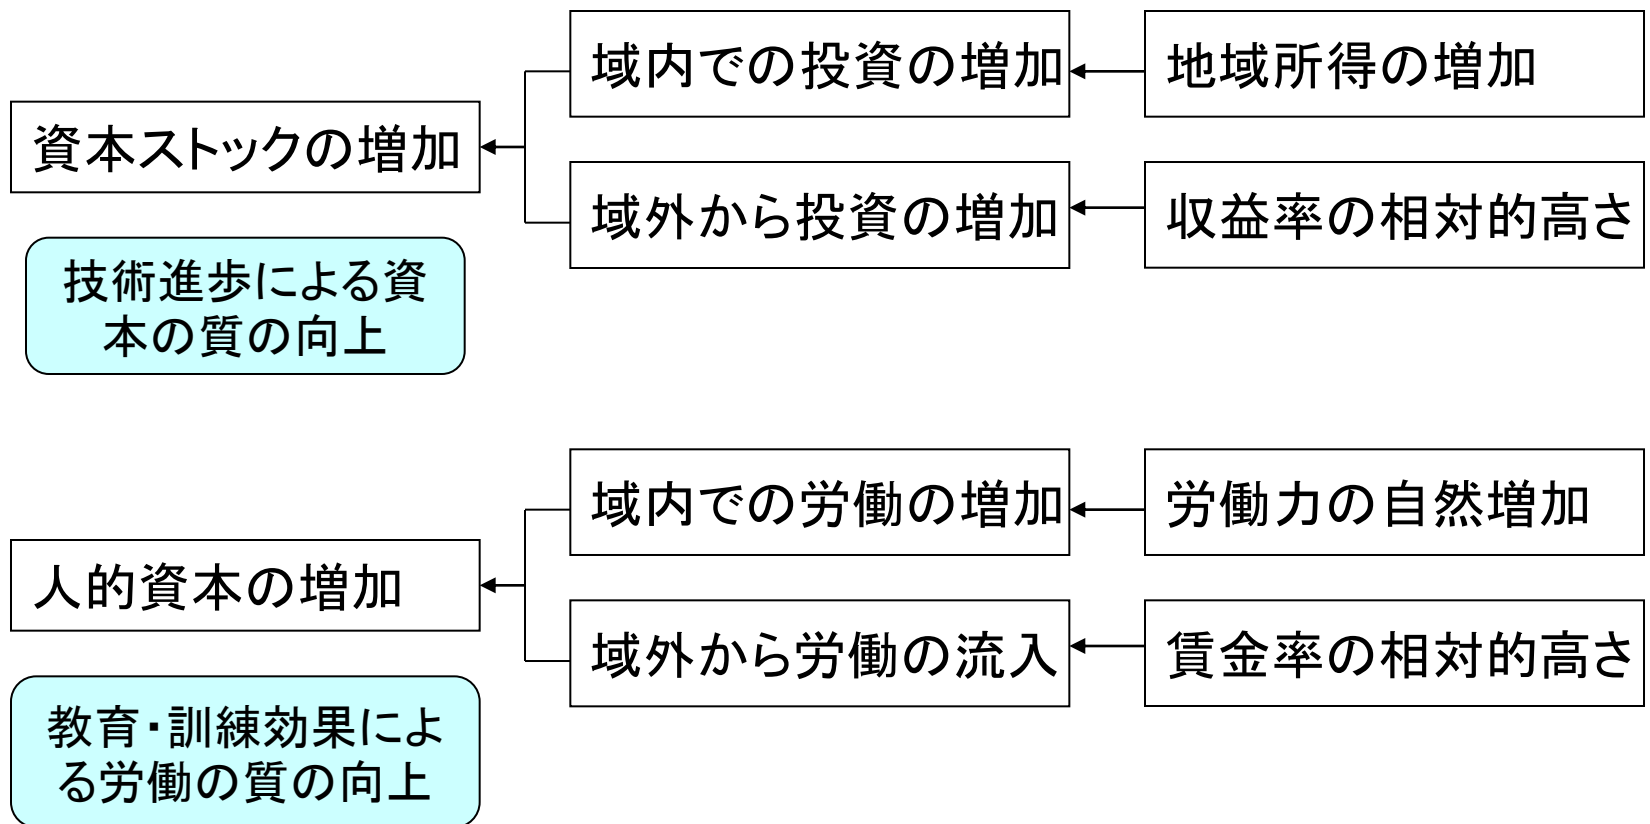 域内での投資の増加
地域所得の増加
資本ストックの増加
域外から投資の増加
収益率の相対的高さ
技術進歩による資
本の質の向上
域内での労働の増加
労働力の自然増加
人的資本の増加
域外から労働の流入
賃金率の相対的高さ
教育・訓練効果によ
る労働の質の向上